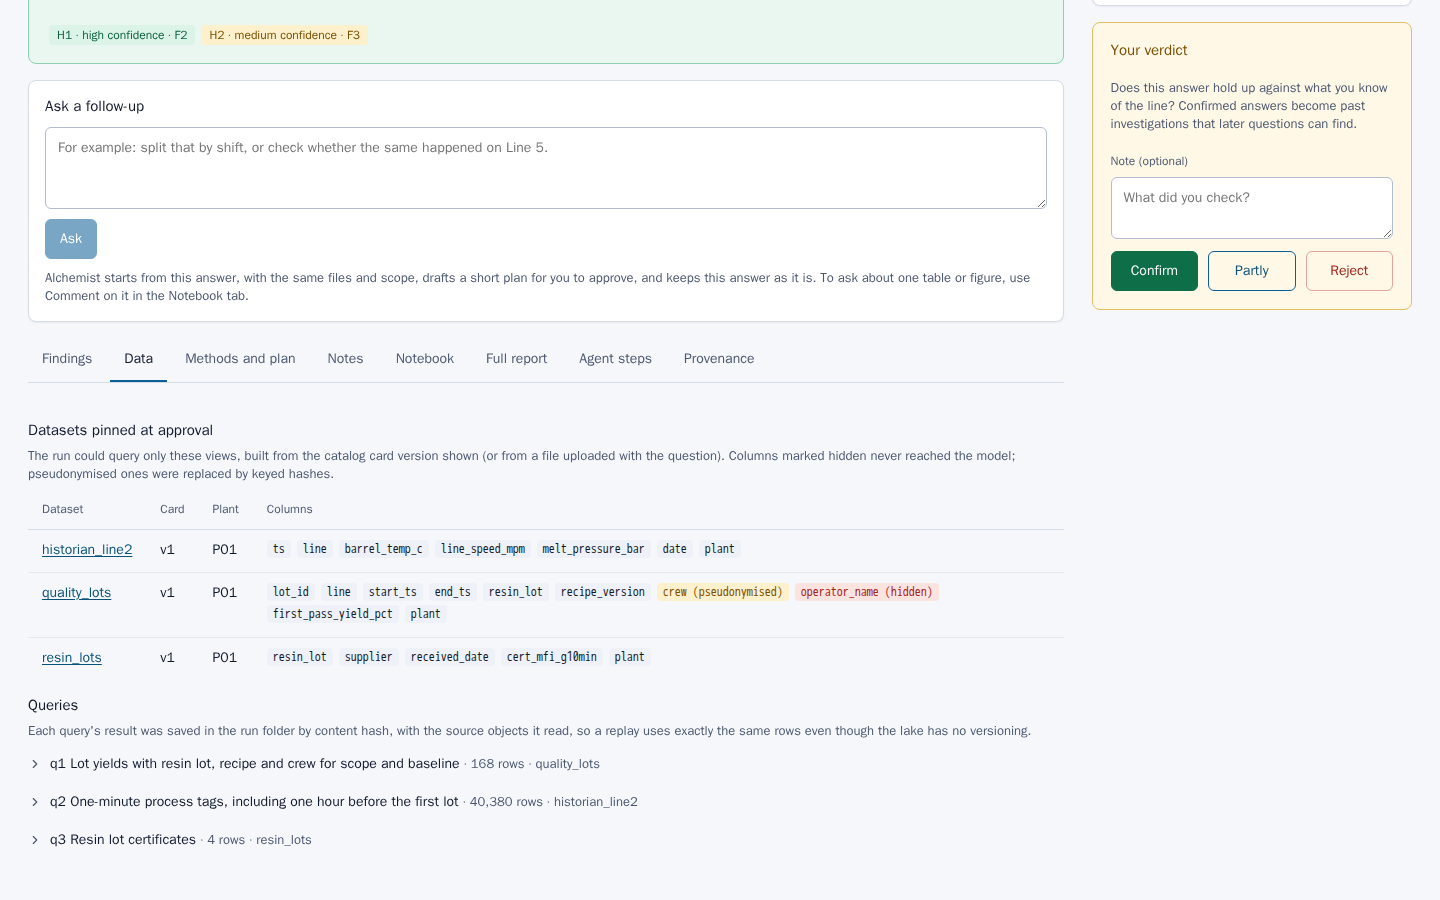 H1 · high confidence · F2 H2 · medium confidence · F3
Ask a follow-up
For example: split that by shift, or check whether the same happened on Line 5.
Ask
Alchemist starts from this answer, with the same files and scope, drafts a short plan for you to approve, and keeps this answer as it is. To ask about one table or figure, use
Comment on it in the Notebook tab.
Your verdict
Does this answer hold up against what you know
of the line? Confirmed answers become past
investigations that later questions can find.
Note (optional)
What did you check?
Confirm Partly Reject
Findings Data Methods and plan Notes Notebook Full report Agent steps Provenance
Datasets pinned at approval
The run could query only these views, built from the catalog card version shown (or from a file uploaded with the question). Columns marked hidden never reached the model;
pseudonymised ones were replaced by keyed hashes.
Dataset Card Plant Columns
historian_line2 v1 P01 ts line barrel_temp_c line_speed_mpm melt_pressure_bar date plant
quality_lots v1 P01 lot_id line start_ts end_ts resin_lot recipe_version crew (pseudonymised) operator_name (hidden)
first_pass_yield_pct plant
resin_lots v1 P01 resin_lot supplier received_date cert_mfi_g10min plant
Queries
Each query's result was saved in the run folder by content hash, with the source objects it read, so a replay uses exactly the same rows even though the lake has no versioning.
q1 Lot yields with resin lot, recipe and crew for scope and baseline · 168 rows · quality_lots
q2 One-minute process tags, including one hour before the first lot · 40,380 rows · historian_line2
q3 Resin lot certificates · 4 rows · resin_lots